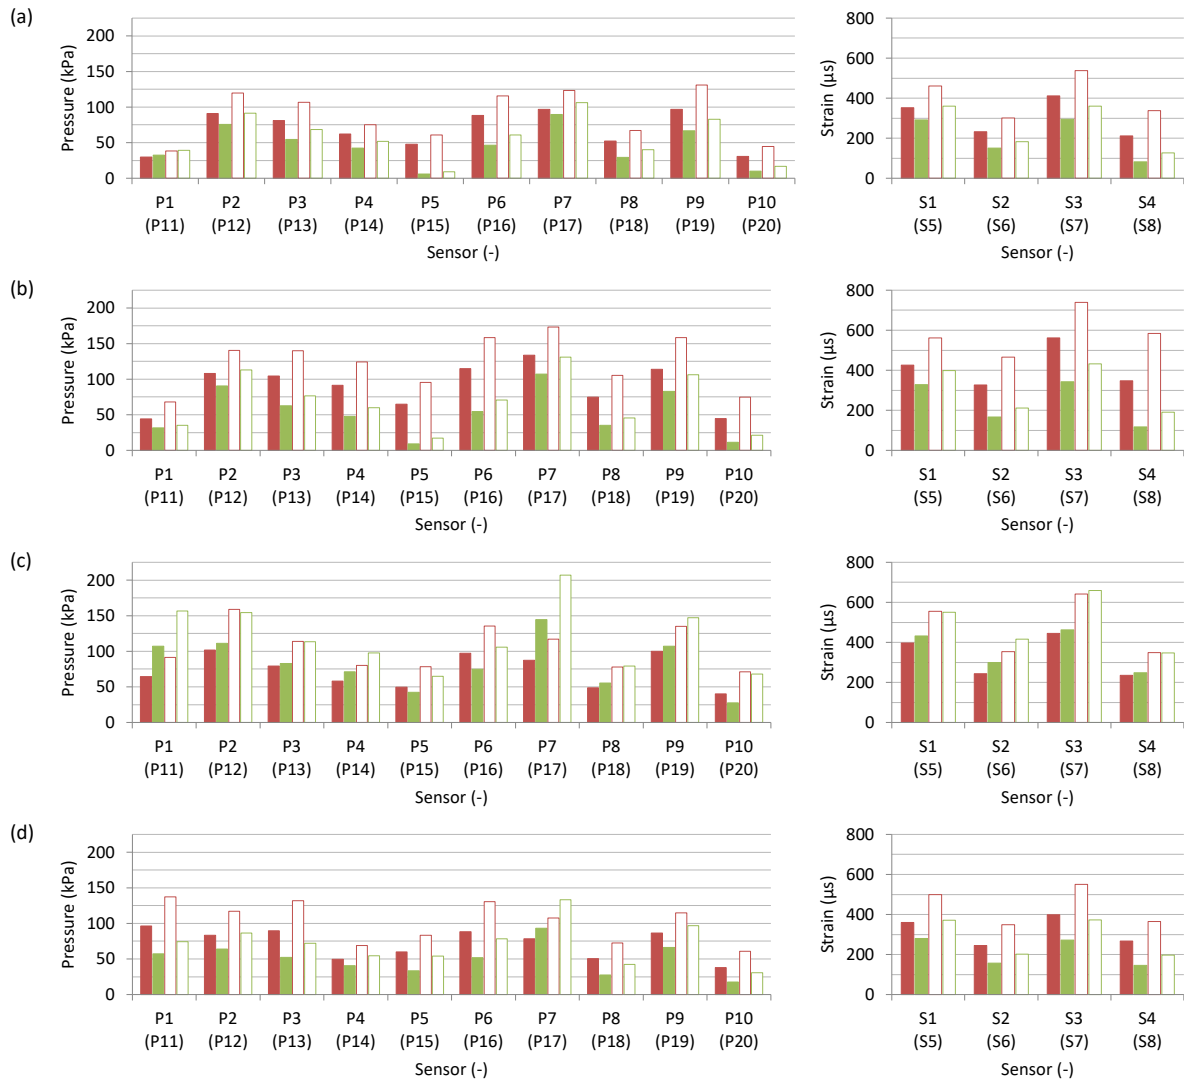 (a)
Pressure (kPa)
200
150
100
50
0
P1 P2 P3 P4 P5 P6 P7 P8 P9 P10
(P11) (P12) (P13) (P14) (P15) (P16) (P17) (P18) (P19) (P20)
Sensor (-)
Strain (µs)
800
600
400
200
0
S1 S2 S3 S4
(S5) (S6) (S7) (S8)
Sensor (-)
(b)
Pressure (kPa)
200
150
100
50
0
P1 P2 P3 P4 P5 P6 P7 P8 P9 P10
(P11) (P12) (P13) (P14) (P15) (P16) (P17) (P18) (P19) (P20)
Sensor (-)
Strain (µs)
800
600
400
200
0
S1 S2 S3 S4
(S5) (S6) (S7) (S8)
Sensor (-)
(c)
Pressure (kPa)
200
150
100
50
0
P1 P2 P3 P4 P5 P6 P7 P8 P9 P10
(P11) (P12) (P13) (P14) (P15) (P16) (P17) (P18) (P19) (P20)
Sensor (-)
Strain (µs)
800
600
400
200
0
S1 S2 S3 S4
(S5) (S6) (S7) (S8)
Sensor (-)
(d)
Pressure (kPa)
200
150
100
50
0
P1 P2 P3 P4 P5 P6 P7 P8 P9 P10
(P11) (P12) (P13) (P14) (P15) (P16) (P17) (P18) (P19) (P20)
Sensor (-)
Strain (µs)
800
600
400
200
0
S1 S2 S3 S4
(S5) (S6) (S7) (S8)
Sensor (-)